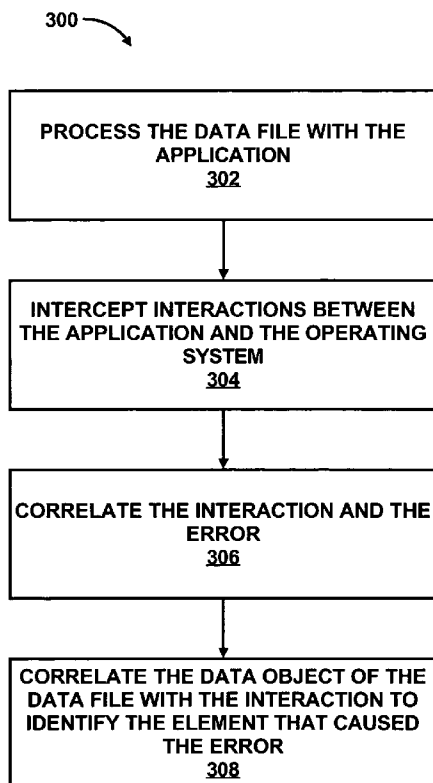 300
PROCESS THE DATA FILE WITH THE
APPLICATION
302
INTERCEPT INTERACTIONS BETWEEN
THE APPLICATION AND THE OPERATING
SYSTEM
304
CORRELATE THE INTERACTION AND THE
ERROR
306
CORRELATE THE DATA OBJECT OF THE
DATA FILE WITH THE INTERACTION TO
IDENTIFY THE ELEMENT THAT CAUSED
THE ERROR
308